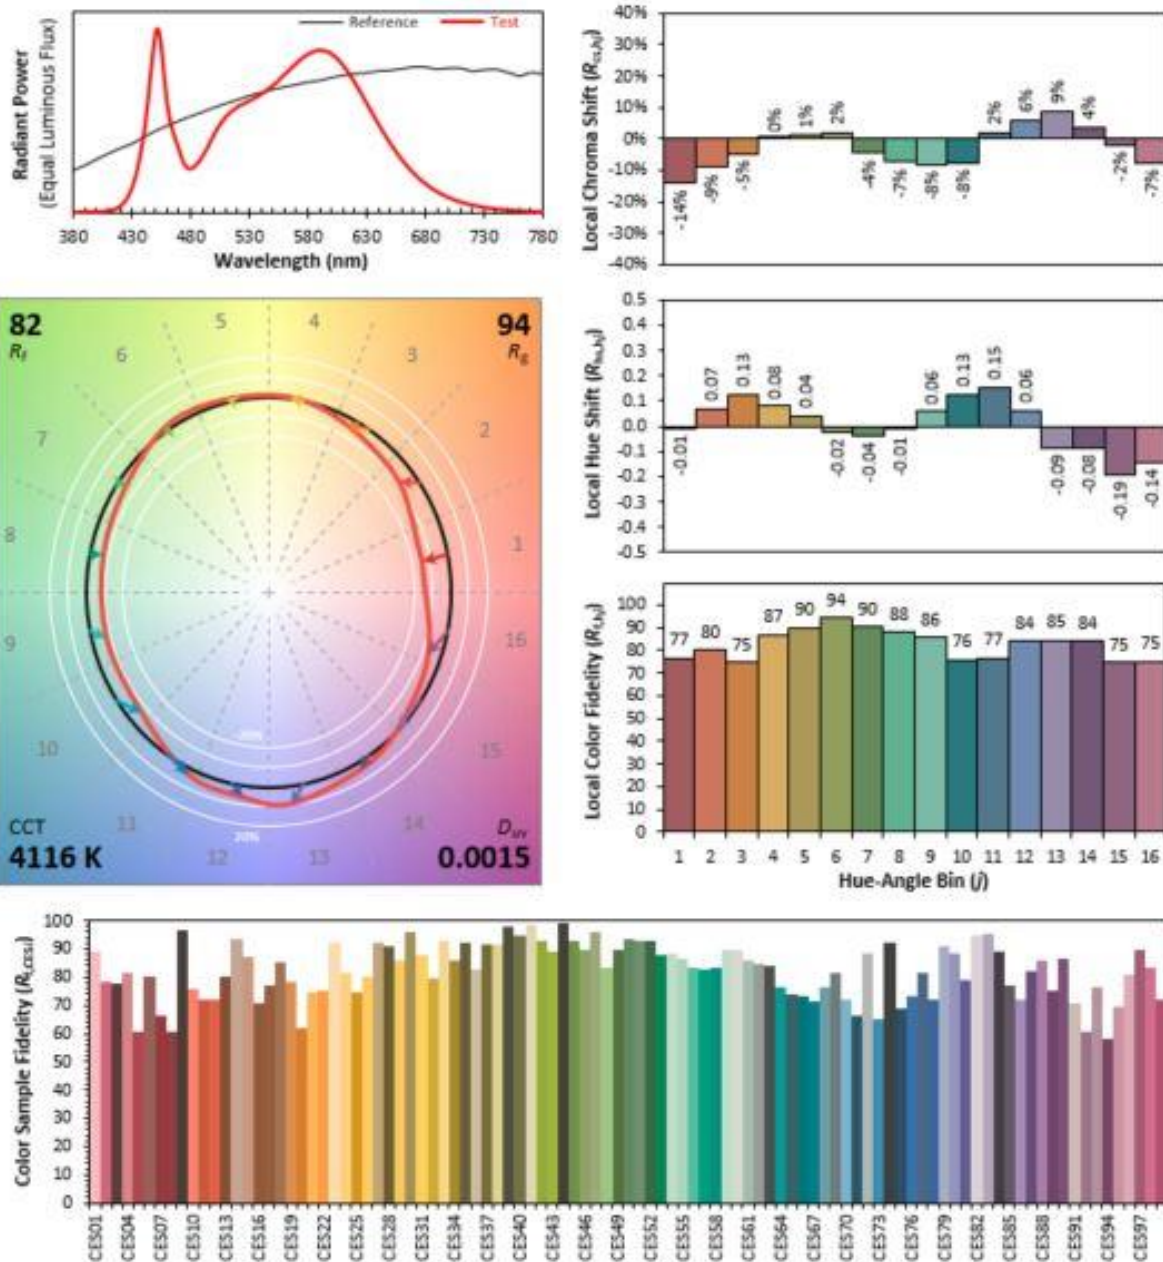 Reference Test
Radiant Power
(Equal Luminous Flux)
380 430 480 530 580 630 680 730 780
Wavelength (nm)
Local Chroma Shift (Rcs,hj)
40%
30%
20%
10%
0%
-10%
-20%
-30%
-40%
-14% -9% -5% 0% 1% 2% -4% -7% -8% -8% 2% 6% 9% 4% -2% -7%
82
Rf
94
Rg
5 4
6 3
7 2
8 1
9 16
10 15
11 14
12 13
20%
CCT
4116 K
Duv
0.0015
Local Hue Shift (Rhs,hj)
0.5
0.4
0.3
0.2
0.1
0.0
-0.1
-0.2
-0.3
-0.4
-0.5
-0.01 0.07 0.13 0.08 0.04 -0.02 -0.04 -0.01 0.06 0.13 0.15 0.06 -0.09 -0.08 -0.19 -0.14
Local Color Fidelity (Rf,hj)
100
90
80
70
60
50
40
30
20
10
0
77 80 75 87 90 94 90 88 86 76 77 84 85 84 75 75
1 2 3 4 5 6 7 8 9 10 11 12 13 14 15 16
Hue-Angle Bin (j)
Color Sample Fidelity (Rf,CESi)
100
90
80
70
60
50
40
30
20
10
0
CES01 CES04 CES07 CES10 CES13 CES16 CES19 CES22 CES25 CES28 CES31 CES34 CES37 CES40 CES43 CES46 CES49 CES52 CES55 CES58 CES61 CES64 CES67 CES70 CES73 CES76 CES79 CES82 CES85 CES88 CES91 CES94 CES97